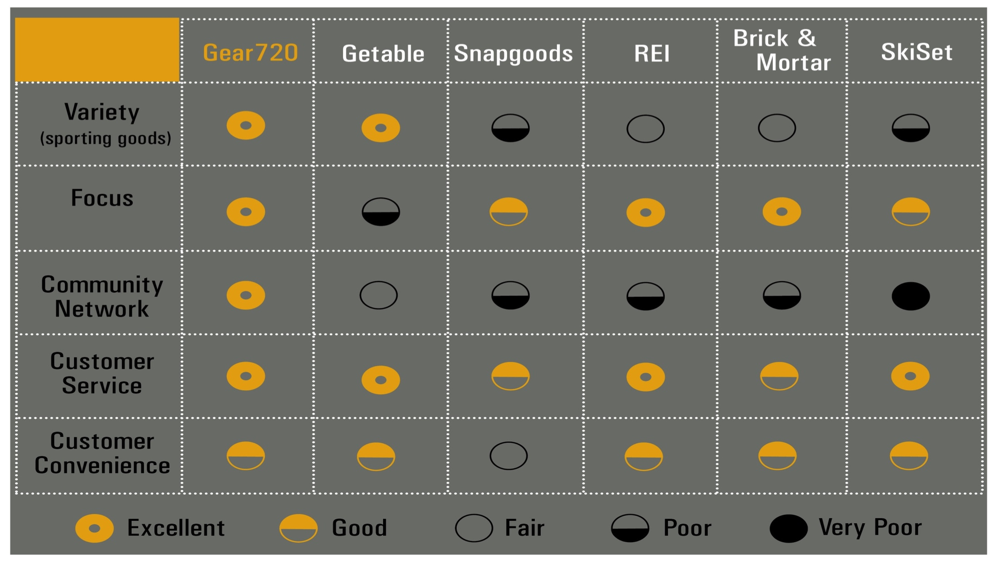 Gear720
Getable
Snapgoods
REI
Brick &
Mortar
SkiSet
Variety
(sporting goods)
Focus
Community
Network
Customer
Service
Customer
Convenience
Excellent
Good
Fair
Poor
Very Poor